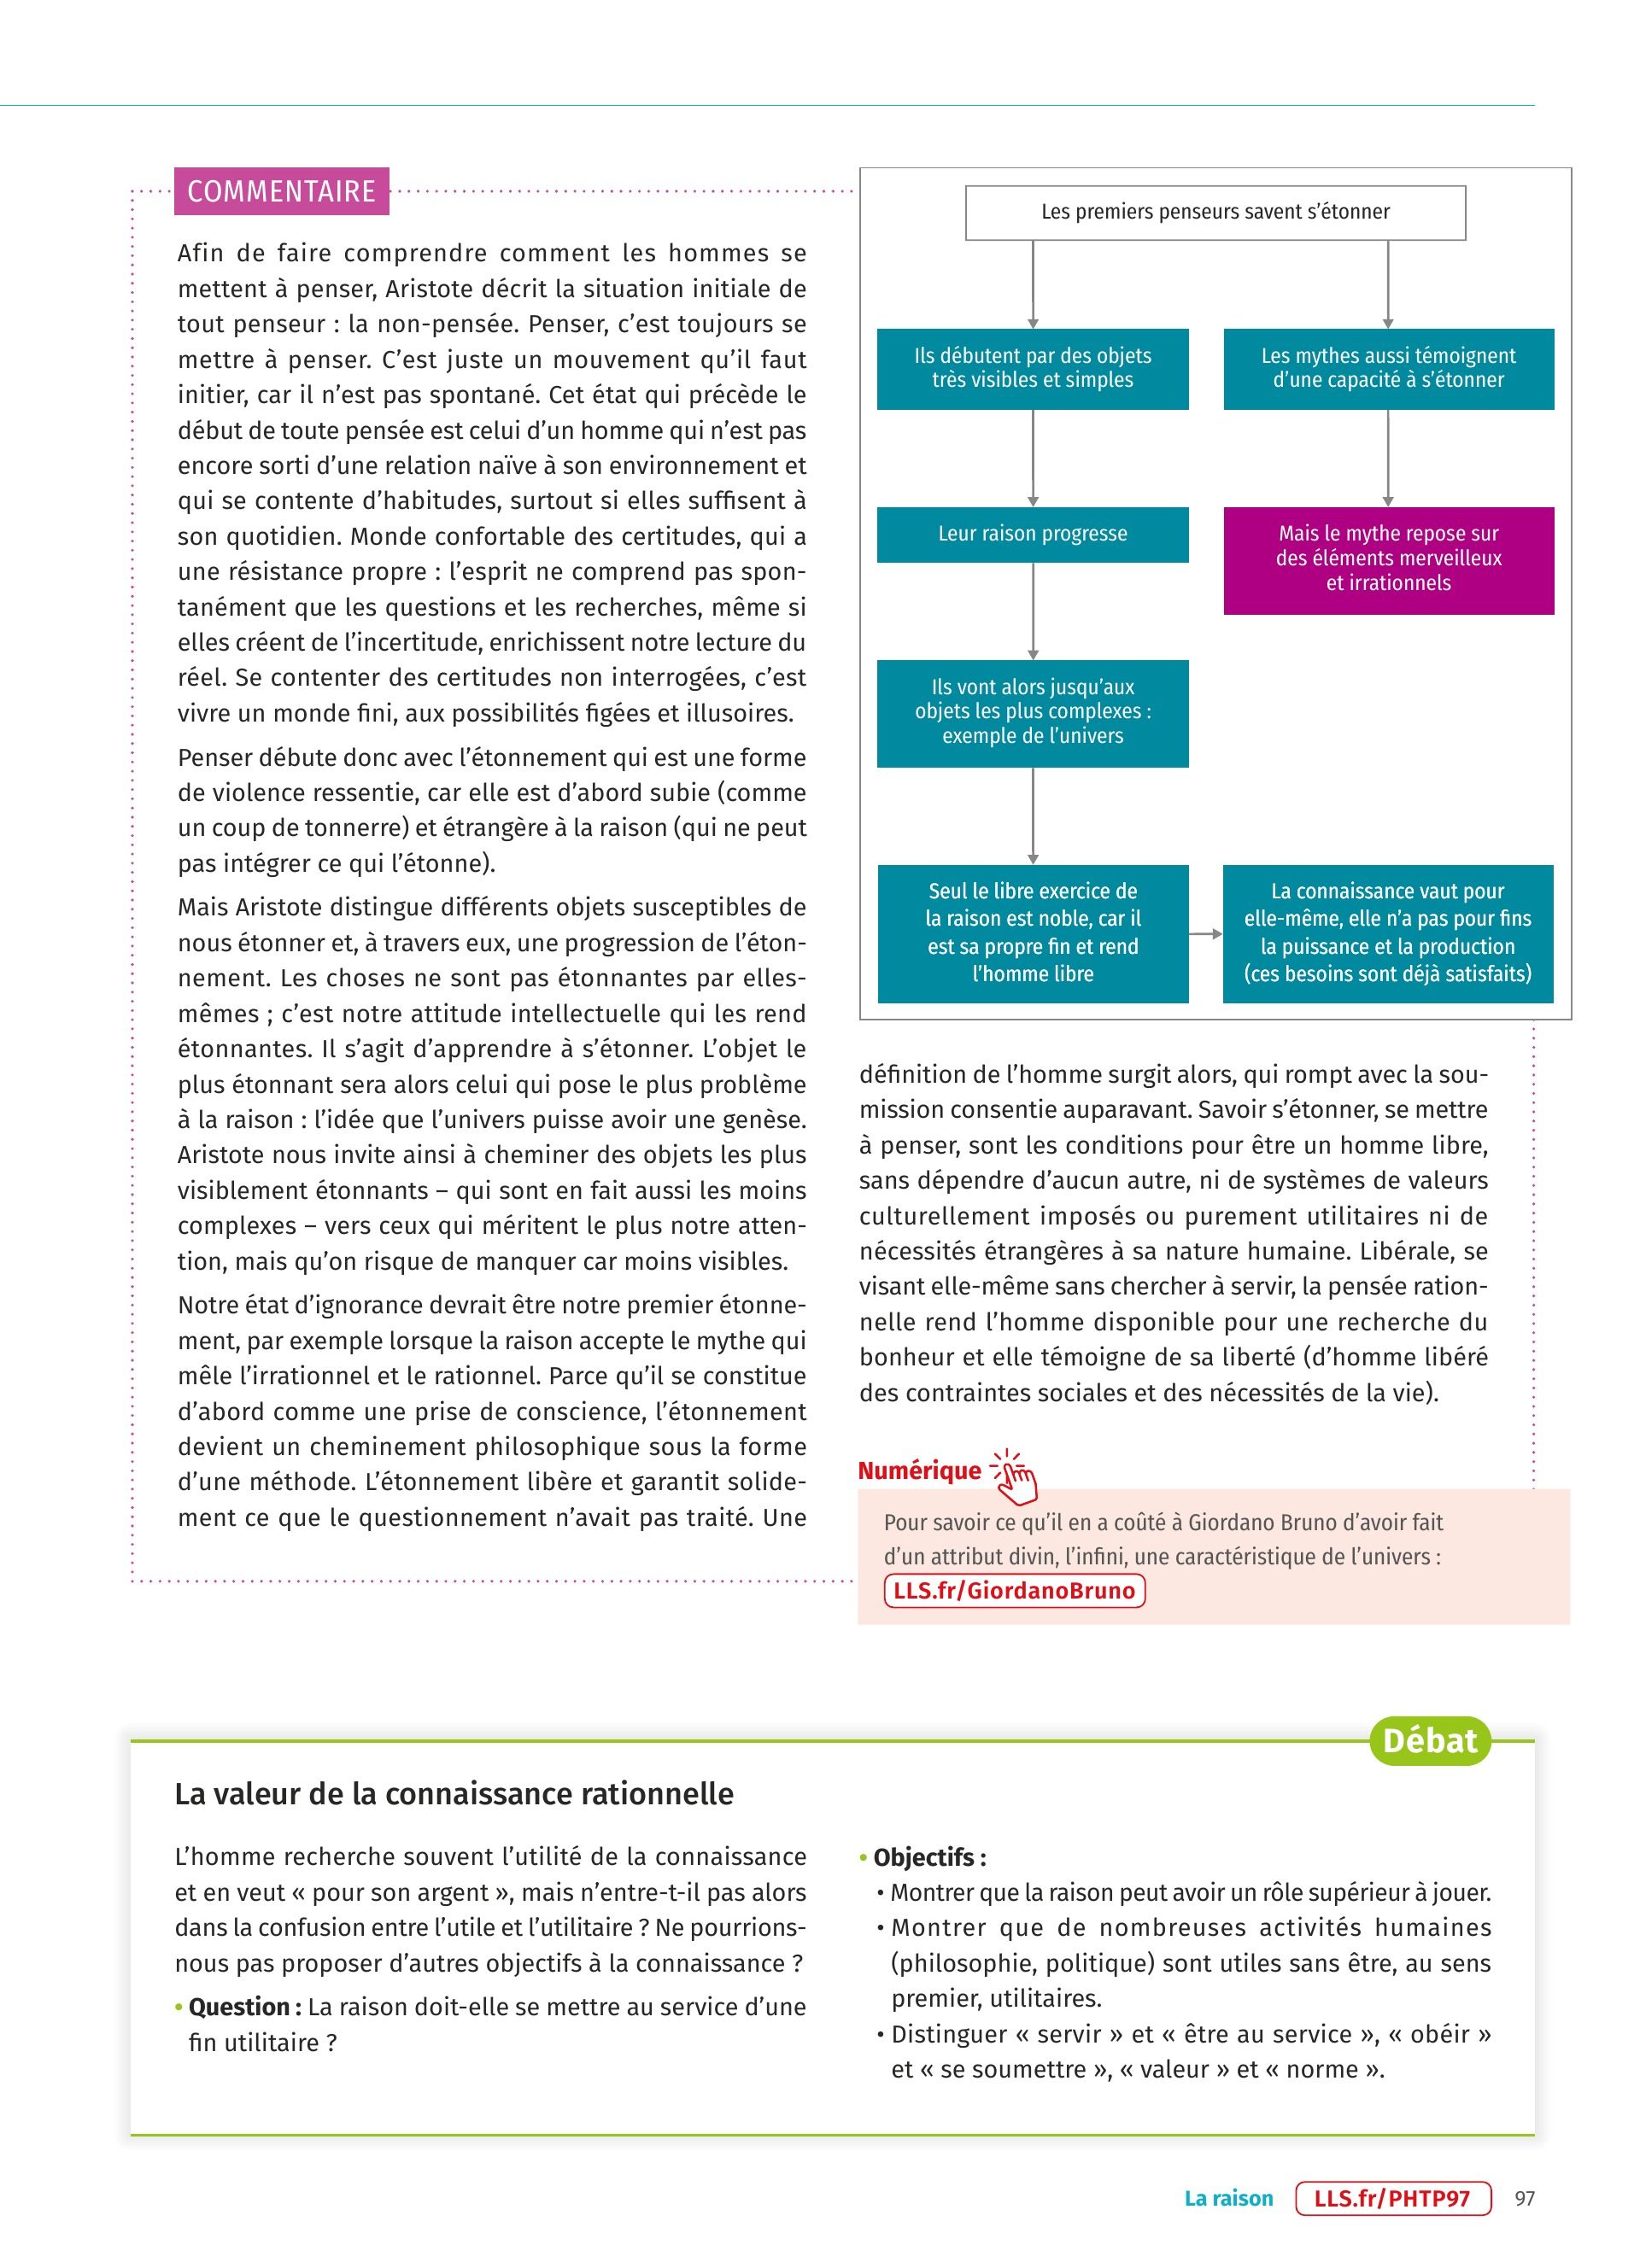 COMMENTAIRE
Afin de faire comprendre comment les hommes se
mettent à penser, Aristote décrit la situation initiale de
tout penseur : la non-pensée. Penser, c’est toujours se
mettre à penser. C’est juste un mouvement qu’il faut
initier, car il n’est pas spontané. Cet état qui précède le
début de toute pensée est celui d’un homme qui n’est pas
encore sorti d’une relation naïve à son environnement et
qui se contente d’habitudes, surtout si elles suffisent à
son quotidien. Monde confortable des certitudes, qui a
une résistance propre : l’esprit ne comprend pas spon-
tanément que les questions et les recherches, même si
elles créent de l’incertitude, enrichissent notre lecture du
réel. Se contenter des certitudes non interrogées, c’est
vivre un monde fini, aux possibilités figées et illusoires.
Penser débute donc avec l’étonnement qui est une forme
de violence ressentie, car elle est d’abord subie (comme
un coup de tonnerre) et étrangère à la raison (qui ne peut
pas intégrer ce qui l’étonne).
Mais Aristote distingue différents objets susceptibles de
nous étonner et, à travers eux, une progression de l’éton-
nement. Les choses ne sont pas étonnantes par elles-
mêmes ; c’est notre attitude intellectuelle qui les rend
étonnantes. Il s’agit d’apprendre à s’étonner. L’objet le
plus étonnant sera alors celui qui pose le plus problème
à la raison : l’idée que l’univers puisse avoir une genèse.
Aristote nous invite ainsi à cheminer des objets les plus
visiblement étonnants – qui sont en fait aussi les moins
complexes – vers ceux qui méritent le plus notre atten-
tion, mais qu’on risque de manquer car moins visibles.
Notre état d’ignorance devrait être notre premier étonne-
ment, par exemple lorsque la raison accepte le mythe qui
mêle l’irrationnel et le rationnel. Parce qu’il se constitue
d’abord comme une prise de conscience, l’étonnement
devient un cheminement philosophique sous la forme
d’une méthode. L’étonnement libère et garantit solide-
ment ce que le questionnement n’avait pas traité. Une
Les premiers penseurs savent s’étonner
Ils débutent par des objets
très visibles et simples
Les mythes aussi témoignent
d’une capacité à s’étonner
Leur raison progresse
Mais le mythe repose sur
des éléments merveilleux
et irrationnels
Ils vont alors jusqu’aux
objets les plus complexes :
exemple de l’univers
Seul le libre exercice de
la raison est noble, car il
est sa propre fin et rend
l’homme libre
La connaissance vaut pour
elle-même, elle n’a pas pour fins
la puissance et la production
(ces besoins sont déjà satisfaits)
définition de l’homme surgit alors, qui rompt avec la sou-
mission consentie auparavant. Savoir s’étonner, se mettre
à penser, sont les conditions pour être un homme libre,
sans dépendre d’aucun autre, ni de systèmes de valeurs
culturellement imposés ou purement utilitaires ni de
nécessités étrangères à sa nature humaine. Libérale, se
visant elle-même sans chercher à servir, la pensée ration-
nelle rend l’homme disponible pour une recherche du
bonheur et elle témoigne de sa liberté (d’homme libéré
des contraintes sociales et des nécessités de la vie).
Numérique
Pour savoir ce qu’il en a coûté à Giordano Bruno d’avoir fait
d’un attribut divin, l’infini, une caractéristique de l’univers :
LLS.fr/GiordanoBruno
Débat
La valeur de la connaissance rationnelle
L’homme recherche souvent l’utilité de la connaissance
et en veut « pour son argent », mais n’entre-t-il pas alors
dans la confusion entre l’utile et l’utilitaire ? Ne pourrions-
nous pas proposer d’autres objectifs à la connaissance ?
• Question : La raison doit-elle se mettre au service d’une
fin utilitaire ?
• Objectifs :
• Montrer que la raison peut avoir un rôle supérieur à jouer.
• Montrer que de nombreuses activités humaines
(philosophie, politique) sont utiles sans être, au sens
premier, utilitaires.
• Distinguer « servir » et « être au service », « obéir »
et « se soumettre », « valeur » et « norme ».
La raison LLS.fr/PHTP97 97